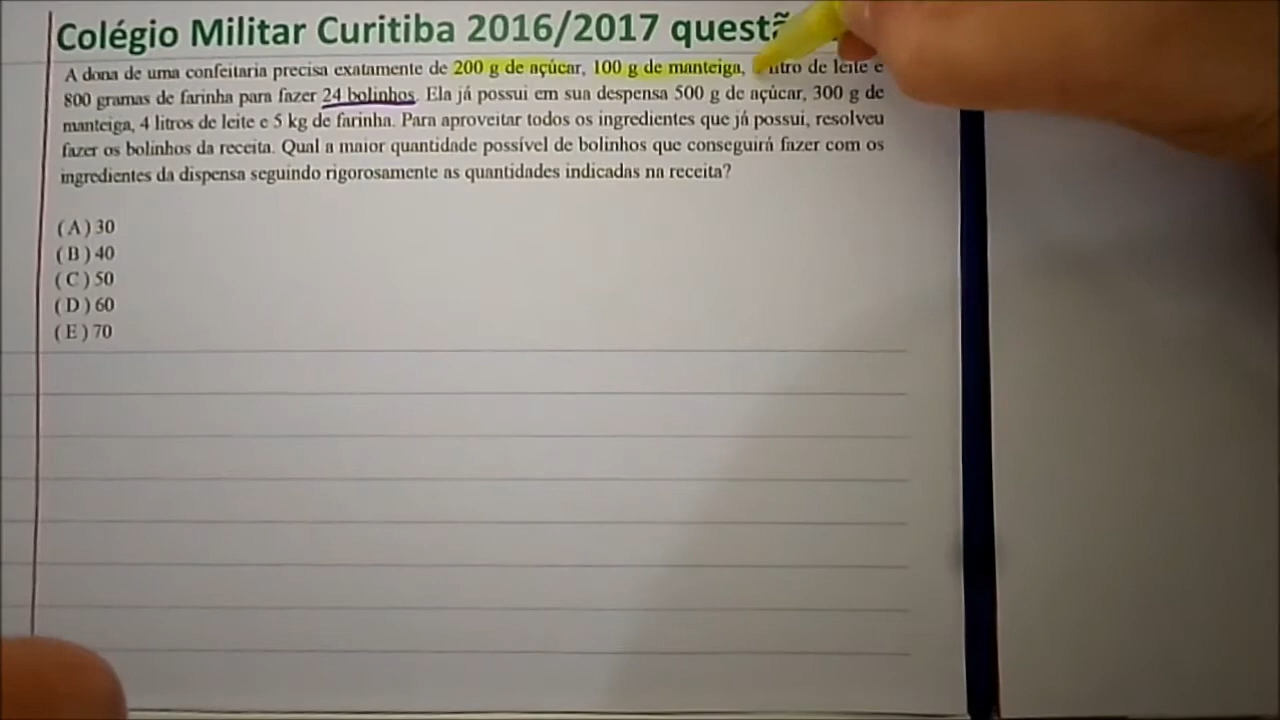 Colégio Militar Curitiba 2016/2017
A dona de uma confeitaria precisa exatamente de 200 g de açúcar, 100 g de manteiga, litro de leite e
800 gramas de farinha para fazer 24 bolinhos. Ela já possui em sua despensa 500 g de açúcar, 300 g de
manteiga, 4 litros de leite e 5 kg de farinha. Para aproveitar todos os ingredientes que já possui, resolveu
fazer os bolinhos da receita. Qual a maior quantidade possível de bolinhos que conseguirá fazer com os
ingredientes da dispensa seguindo rigorosamente as quantidades indicadas na receita?
( A ) 30
( B ) 40
( C ) 50
( D ) 60
( E ) 70